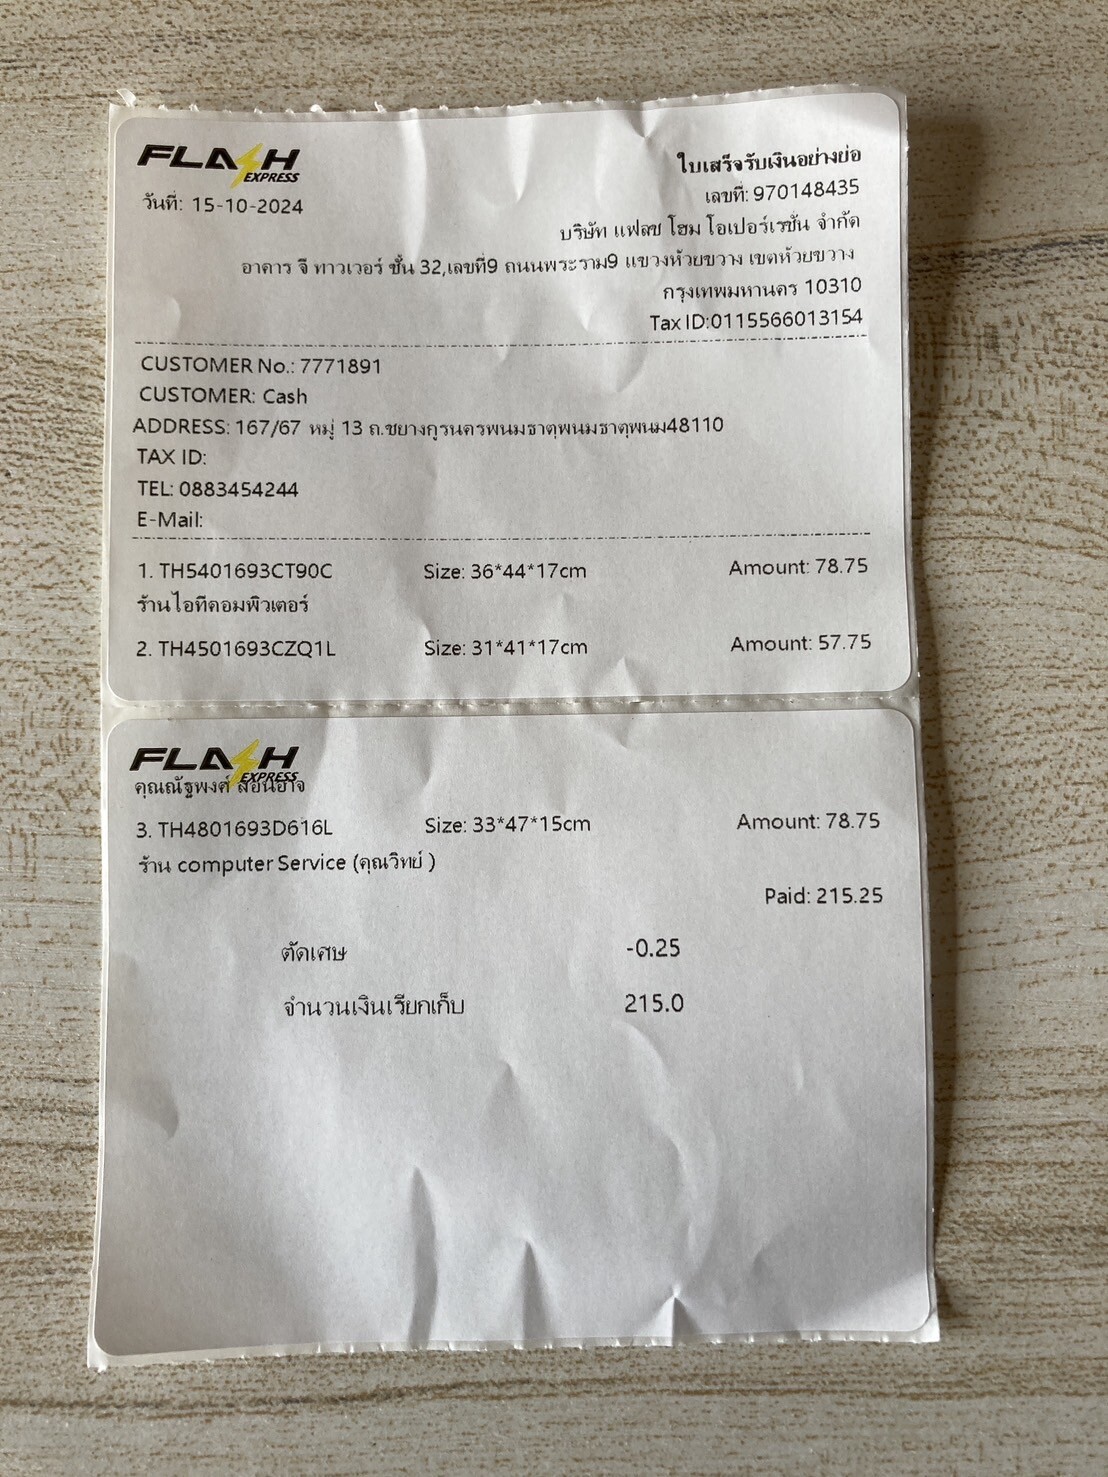 FLASH EXPRESS
ใบเสร็จรับเงินอย่างย่อ
วันที่: 15-10-2024
เลขที่: 970148435
บริษัท แฟลช โฮม โอเปอร์เรชั่น จำกัด
อาคาร จี ทาวเวอร์ ชั้น 32,เลขที่9 ถนนพระราม9 แขวงห้วยขวาง เขตห้วยขวาง
กรุงเทพมหานคร 10310
Tax ID:0115566013154
CUSTOMER No.: 7771891
CUSTOMER: Cash
ADDRESS: 167/67 หมู่ 13 ถ.ชยางกูรนครพนมธาตุพนมธาตุพนม48110
TAX ID:
TEL: 0883454244
E-Mail:
1. TH5401693CT90C Size: 36*44*17cm Amount: 78.75
ร้านไอทีคอมพิวเตอร์
2. TH4501693CZQ1L Size: 31*41*17cm Amount: 57.75
FLASH EXPRESS
คุณณัฐพงศ์ สอนอาจ
3. TH4801693D616L Size: 33*47*15cm Amount: 78.75
ร้าน computer Service (คุณวิทย์ )
Paid: 215.25
ตัดเศษ -0.25
จำนวนเงินเรียกเก็บ 215.0